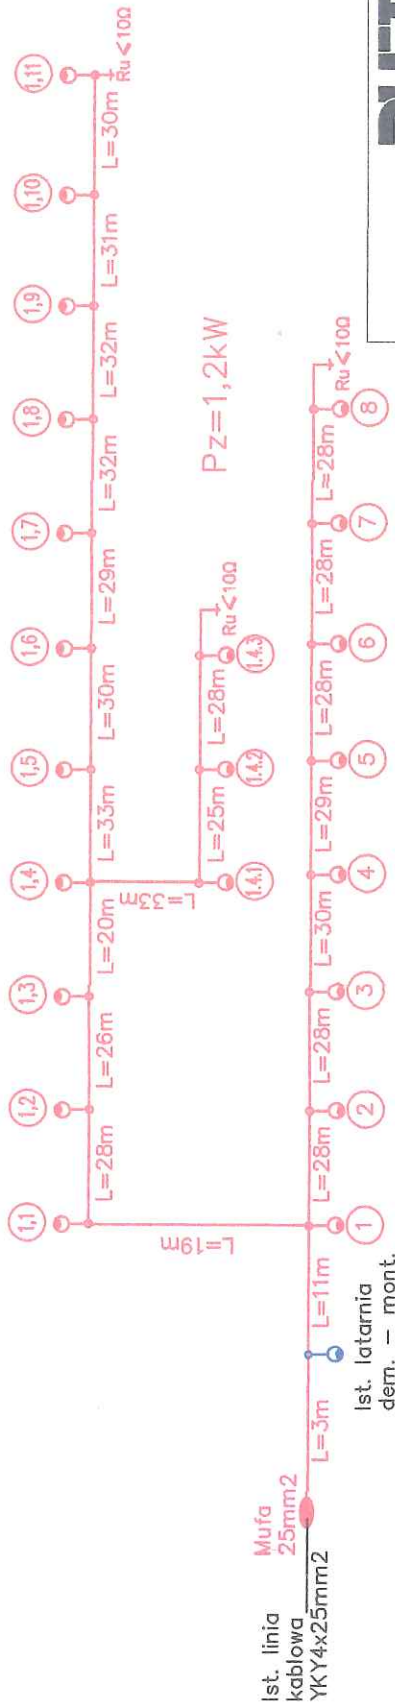 1,1 1,2 1,3 1,4 1,5 1,6 1,7 1,8 1,9 1,10 1,11
L=28m L=26m L=20m L=33m L=30m L=29m L=32m L=32m L=31m L=30m
Ru<10Ω
L=19m
L=33m
Pz=1,2kW
L=25m L=28m
Ru<10Ω
1.4.1 1.4.2 1.4.3
Mufa
25mm2
Ist. linia
kablowa
YKY4x25mm2
L=3m L=11m L=28m L=28m L=30m L=29m L=28m L=28m L=28m
Ru<10Ω
1 2 3 4 5 6 7 8
Ist. latarnia
dem. – mont.